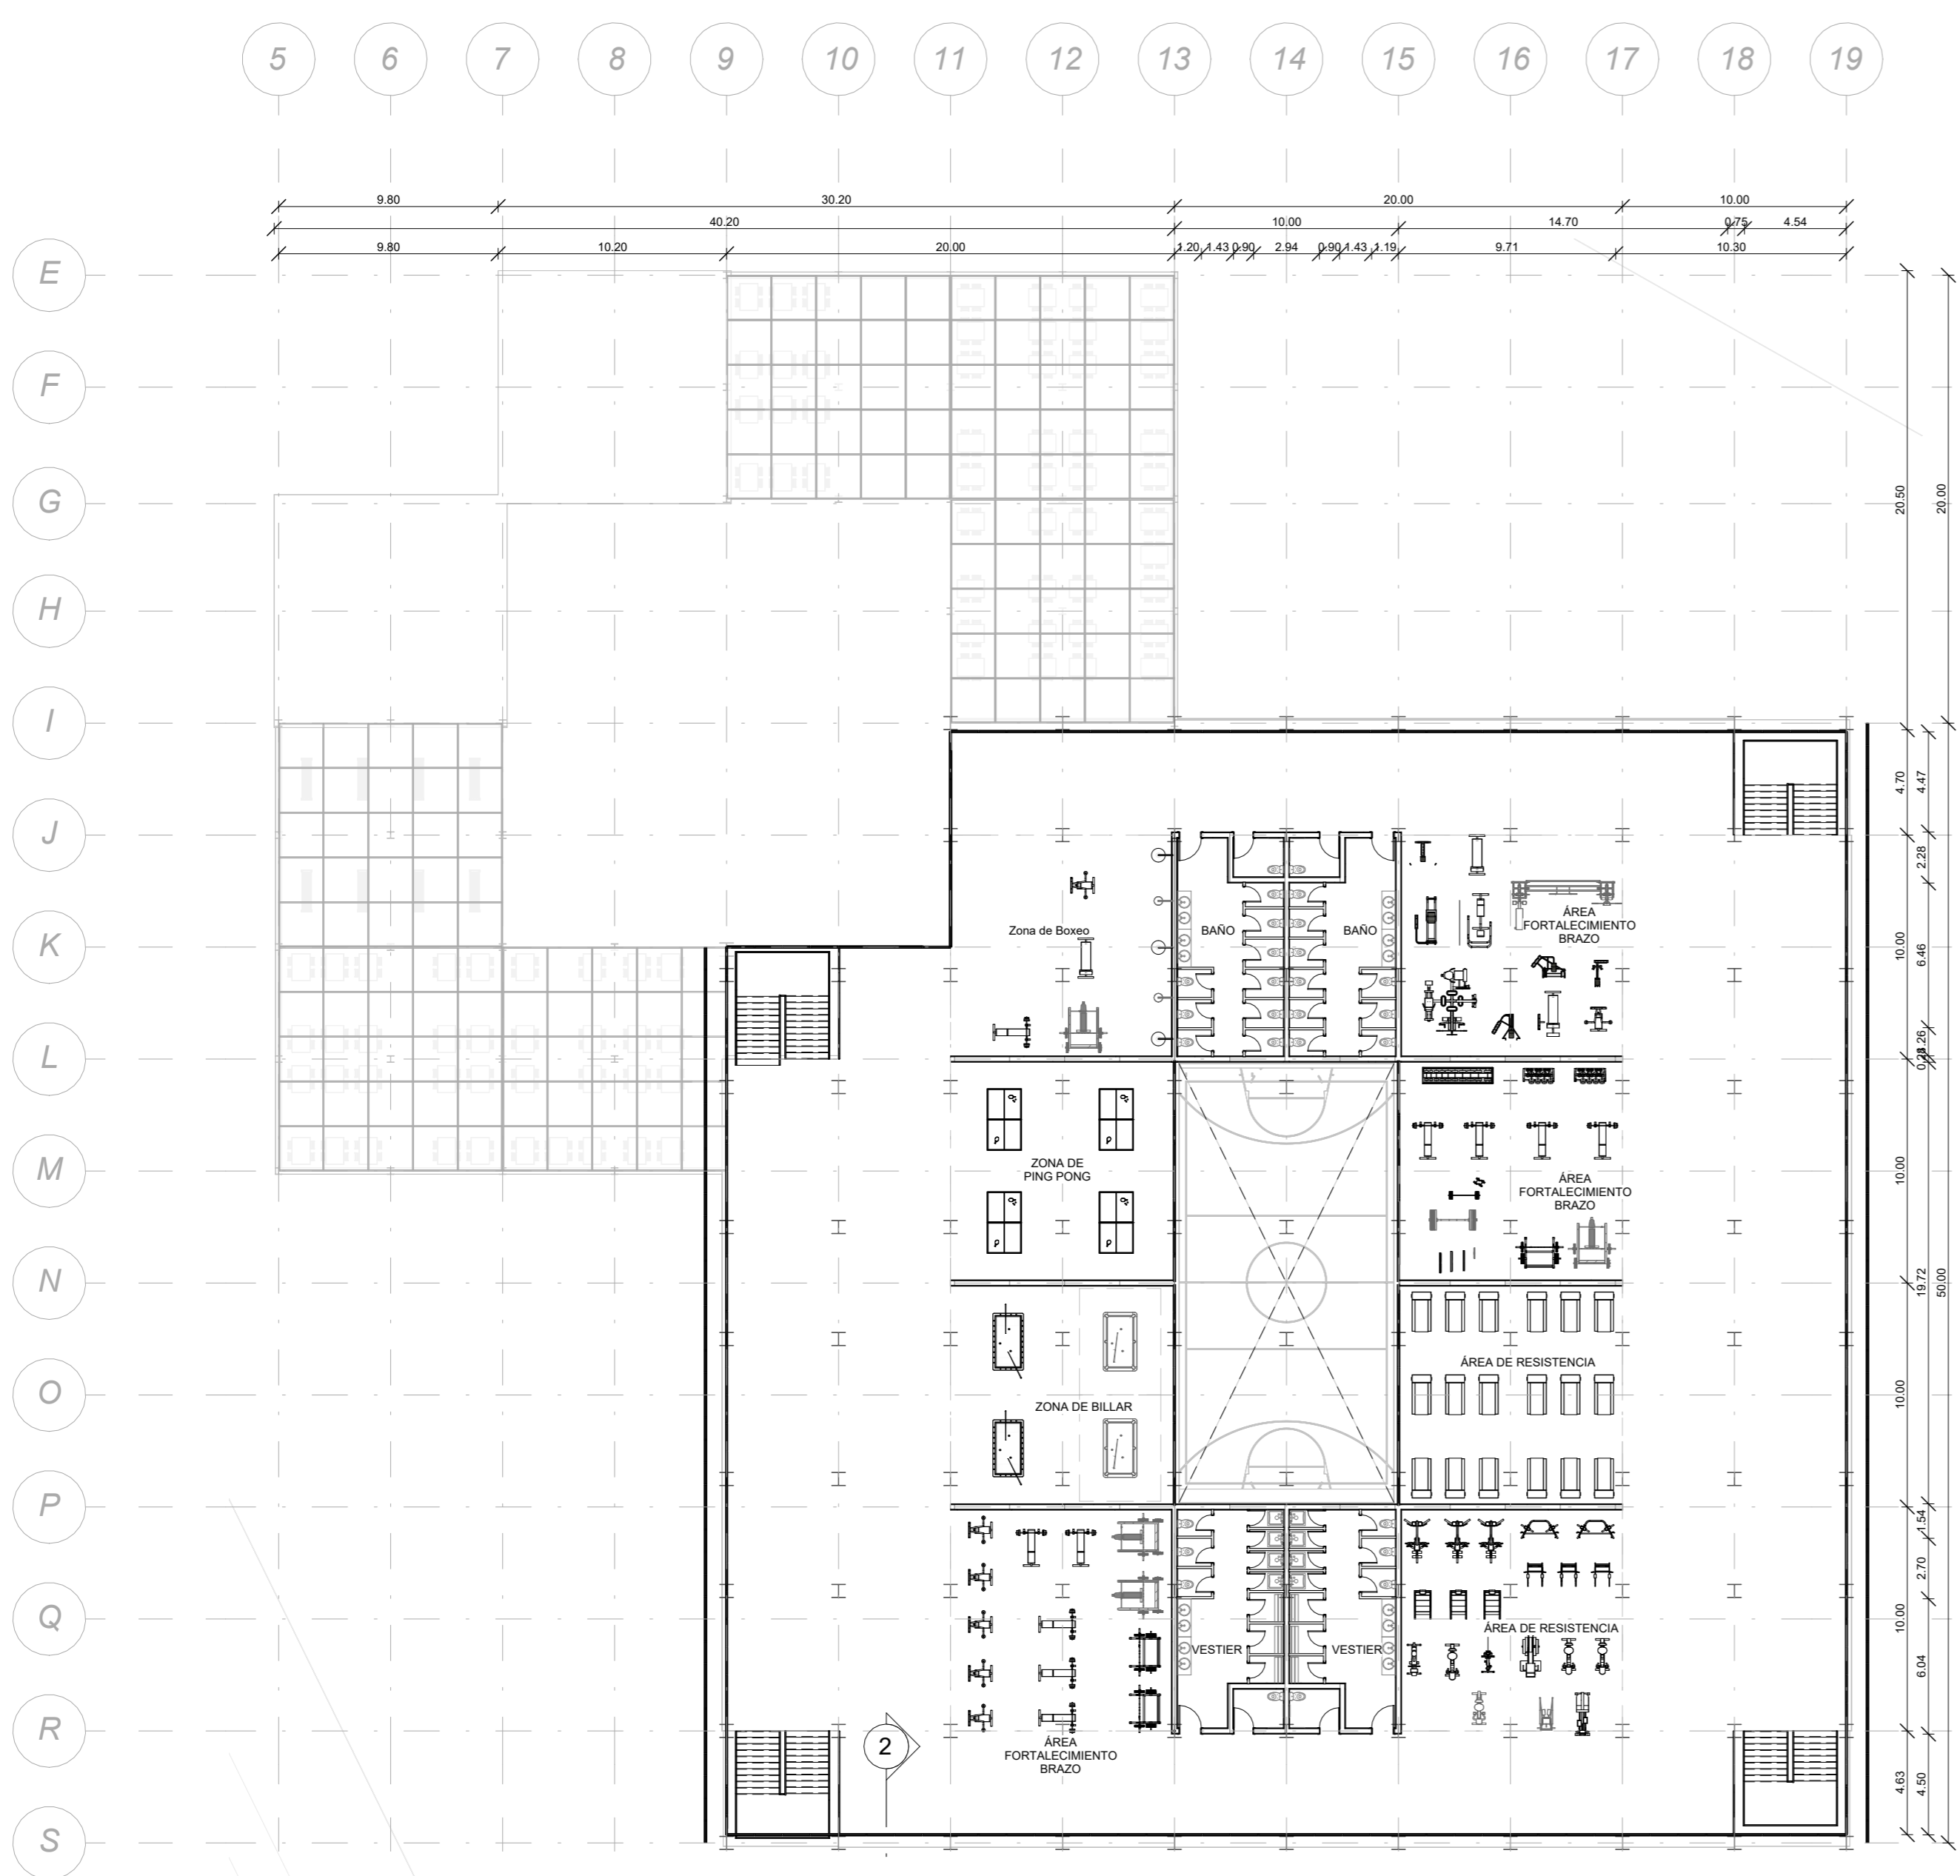 5 6 7 8 9 10 11 12 13 14 15 16 17 18 19
9.80 30.20 20.00 10.00
40.20 10.00 14.70 0.75 4.54
9.80 10.20 20.00 1.20 1.43 0.90 2.94 0.90 1.43 1.19 9.71 10.30
E
F
G
20.50 20.00
H
I
4.70 4.47
J
2.28
ÁREA
FORTALECIMIENTO
BRAZO
Zona de Boxeo BAÑO BAÑO
K
10.00 6.46
1.26
L
M
ZONA DE
PING PONG
10.00
ÁREA
FORTALECIMIENTO
BRAZO
N
19.72 50.00
ÁREA DE RESISTENCIA
O
10.00
ZONA DE BILLAR
P
1.54
2.70
Q
10.00
ÁREA DE RESISTENCIA
VESTIER VESTIER
6.04
R
2
ÁREA
FORTALECIMIENTO
BRAZO
4.63 4.50
S